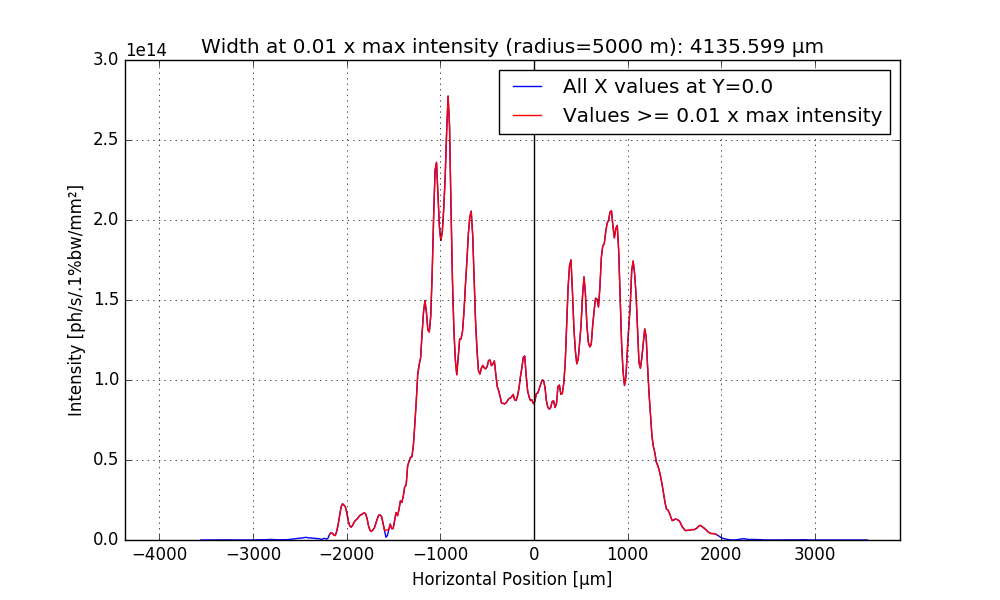 Width at 0.01 x max intensity (radius=5000 m): 4135.599 μm
1e14
3.0
2.5
2.0
1.5
1.0
0.5
0.0
Intensity [ph/s/.1%bw/mm²]
All X values at Y=0.0
Values >= 0.01 x max intensity
−4000 −3000 −2000 −1000 0 1000 2000 3000
Horizontal Position [μm]